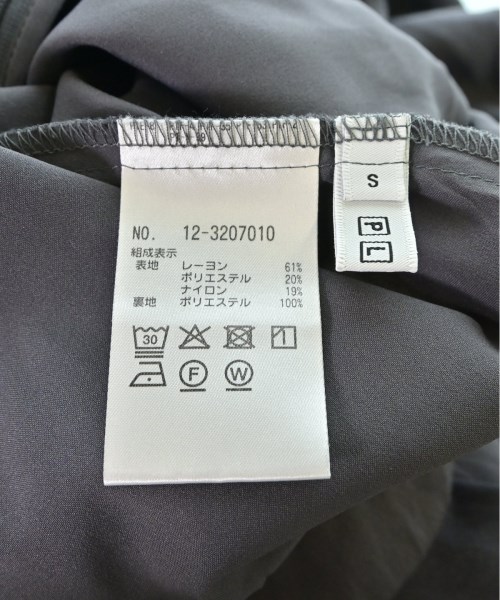 NO. 12-3207010
組成表示
表地 レーヨン 61%
ポリエステル 20%
ナイロン 19%
裏地 ポリエステル 100%
30
F W
S
P
L